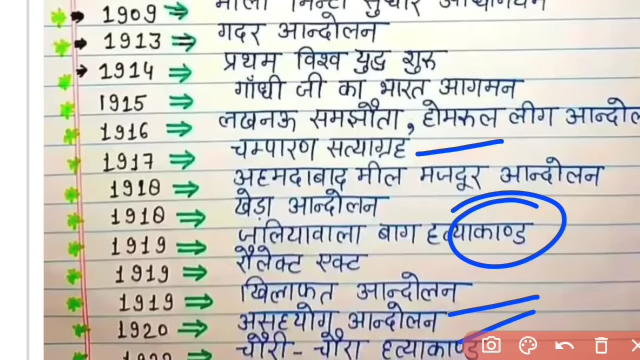 1909 ⇒ मार्ले मिन्टो सुधार अधिनियम
1913 ⇒ गदर आन्दोलन
1914 ⇒ प्रथम विश्व युद्ध शुरू
1915 ⇒ गाँधी जी का भारत आगमन
1916 ⇒ लखनऊ समझौता, होमरूल लीग
1917 ⇒ चम्पारण सत्याग्रह
1918 ⇒ अहमदाबाद मील मजदूर आन्दोलन
1918 ⇒ खेड़ा आन्दोलन
1919 ⇒ जलियावाला बाग हत्याकाण्ड
1919 ⇒ रौलेक्ट एक्ट
1919 ⇒ खिलाफत आन्दोलन
1920 ⇒ असहयोग आन्दोलन
चौरी-चौरा हत्याकाण्ड